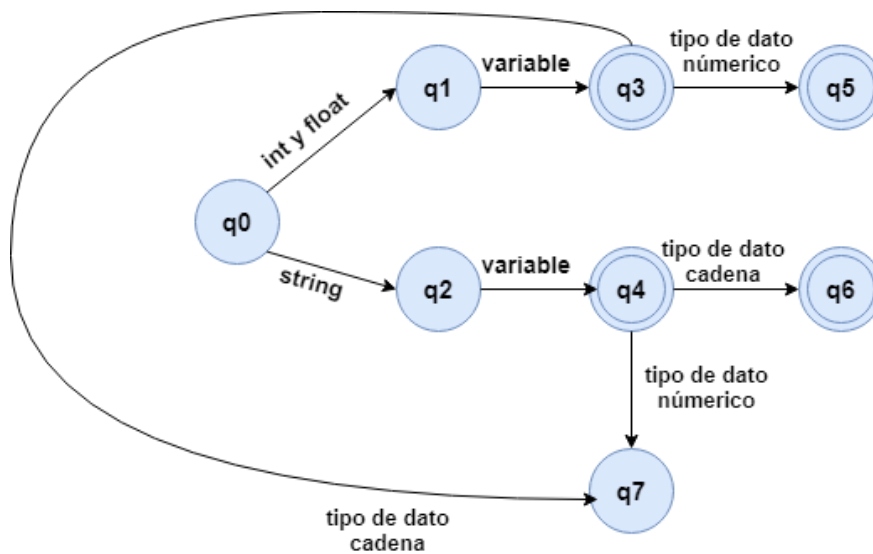 tipo de dato
númerico
variable
q1
q3
q5
int y float
q0
string
variable
tipo de dato
cadena
q2
q4
q6
tipo de dato
númerico
q7
tipo de dato
cadena